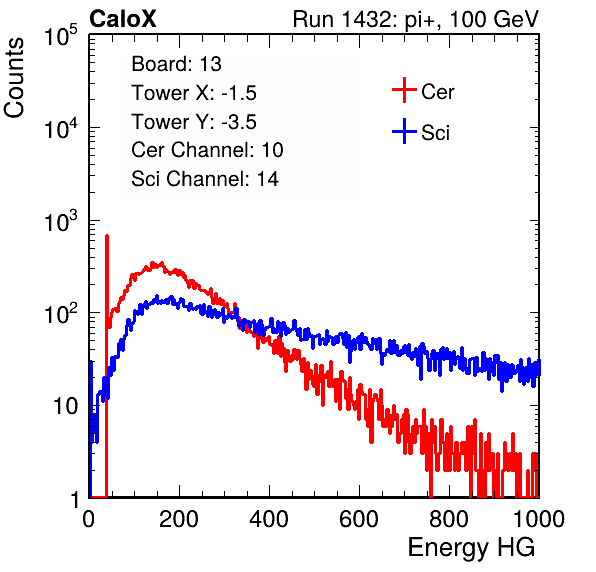 CaloX Run 1432: pi+, 100 GeV
Counts
10^5
10^4
10^3
10^2
10
1
Board: 13
Tower X: -1.5
Tower Y: -3.5
Cer Channel: 10
Sci Channel: 14
Cer
Sci
0 200 400 600 800 1000
Energy HG